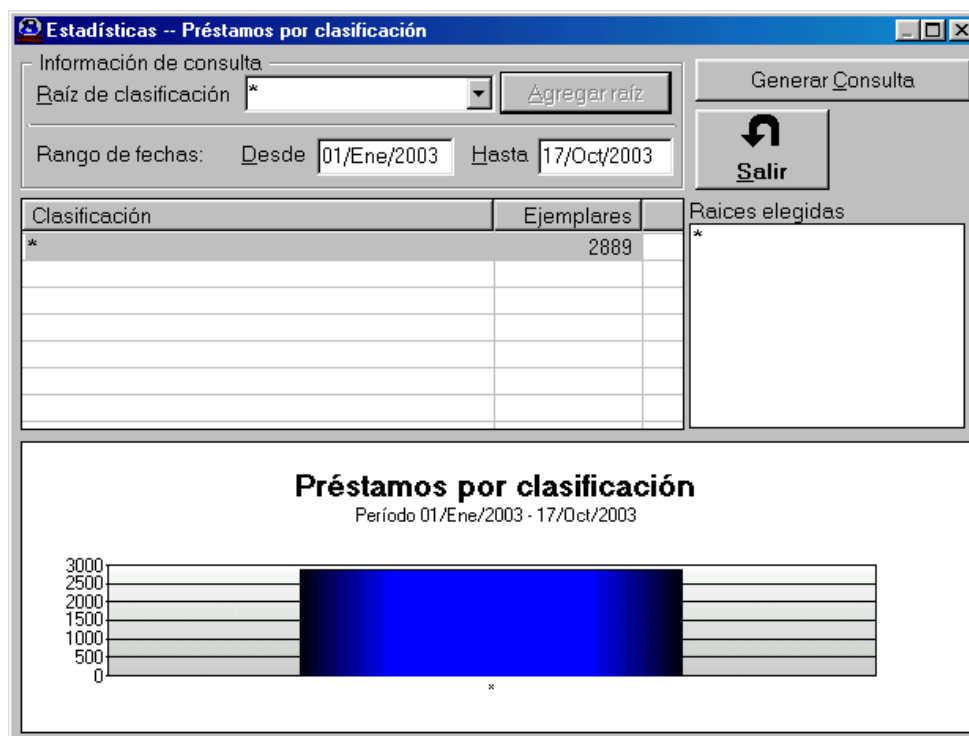 Estadísticas -- Préstamos por clasificación
Información de consulta
Raíz de clasificación * Agregar raíz
Generar Consulta
Rango de fechas: Desde 01/Ene/2003 Hasta 17/Oct/2003
Salir
Clasificación Ejemplares
* 2889
Raices elegidas
*
Préstamos por clasificación
Período 01/Ene/2003 - 17/Oct/2003
3000
2500
2000
1500
1000
500
0
*